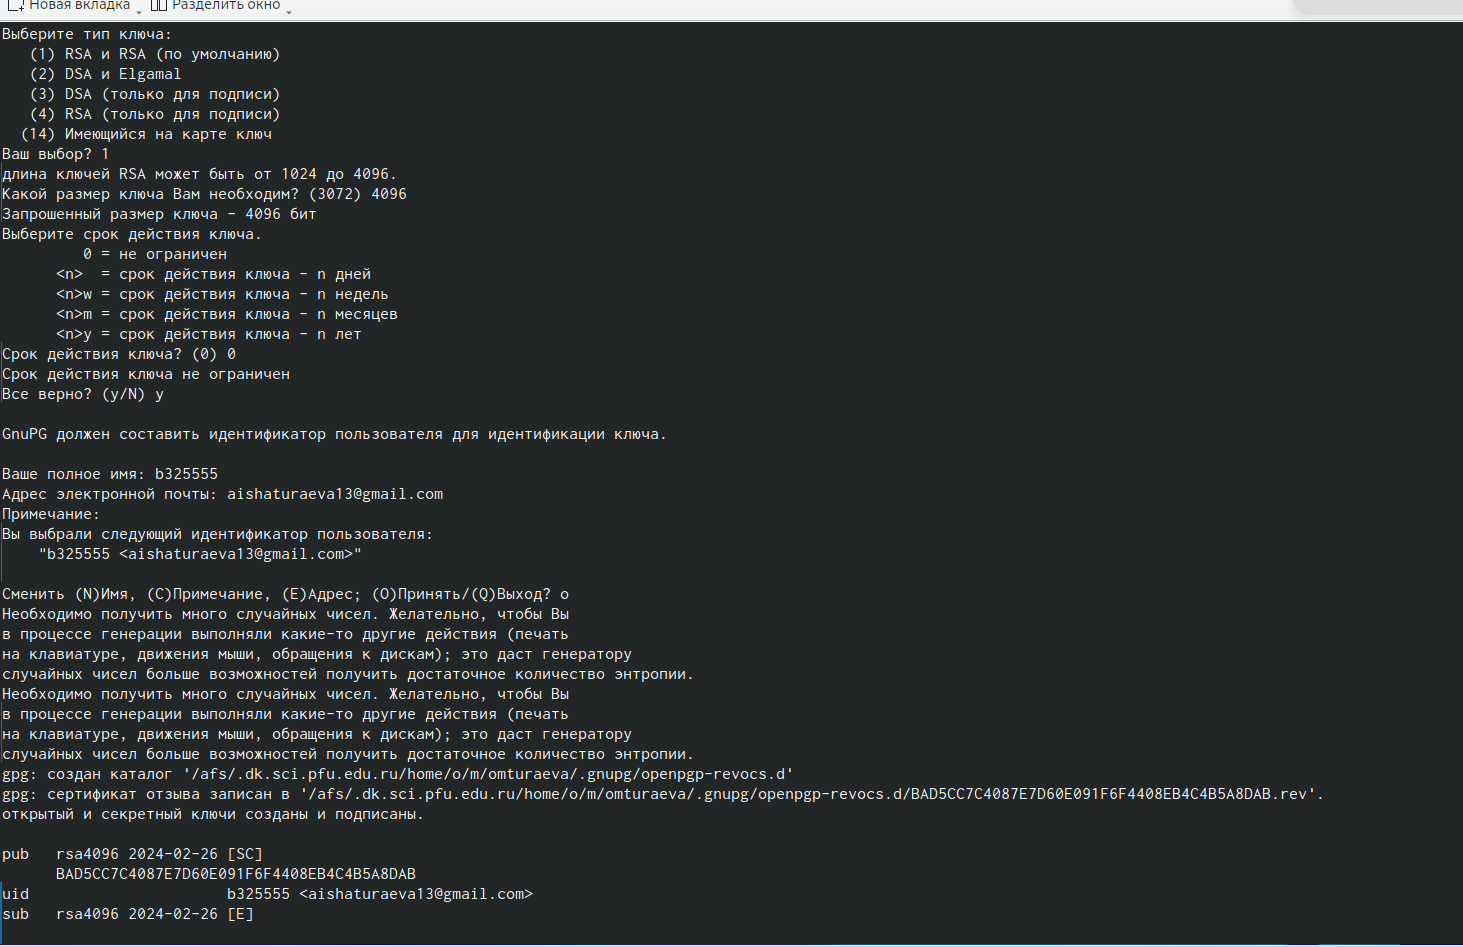 Новая вкладка Разделить окно
Выберите тип ключа:
   (1) RSA и RSA (по умолчанию)
   (2) DSA и Elgamal
   (3) DSA (только для подписи)
   (4) RSA (только для подписи)
  (14) Имеющийся на карте ключ
Ваш выбор? 1
длина ключей RSA может быть от 1024 до 4096.
Какой размер ключа Вам необходим? (3072) 4096
Запрошенный размер ключа - 4096 бит
Выберите срок действия ключа.
         0 = не ограничен
      <n>  = срок действия ключа - n дней
      <n>w = срок действия ключа - n недель
      <n>m = срок действия ключа - n месяцев
      <n>y = срок действия ключа - n лет
Срок действия ключа? (0) 0
Срок действия ключа не ограничен
Все верно? (y/N) y

GnuPG должен составить идентификатор пользователя для идентификации ключа.

Ваше полное имя: b325555
Адрес электронной почты: aishaturaeva13@gmail.com
Примечание:
Вы выбрали следующий идентификатор пользователя:
    "b325555 <aishaturaeva13@gmail.com>"

Сменить (N)Имя, (C)Примечание, (E)Адрес; (O)Принять/(Q)Выход? o
Необходимо получить много случайных чисел. Желательно, чтобы Вы
в процессе генерации выполняли какие-то другие действия (печать
на клавиатуре, движения мыши, обращения к дискам); это даст генератору
случайных чисел больше возможностей получить достаточное количество энтропии.
Необходимо получить много случайных чисел. Желательно, чтобы Вы
в процессе генерации выполняли какие-то другие действия (печать
на клавиатуре, движения мыши, обращения к дискам); это даст генератору
случайных чисел больше возможностей получить достаточное количество энтропии.
gpg: создан каталог '/afs/.dk.sci.pfu.edu.ru/home/o/m/omturaeva/.gnupg/openpgp-revocs.d'
gpg: сертификат отзыва записан в '/afs/.dk.sci.pfu.edu.ru/home/o/m/omturaeva/.gnupg/openpgp-revocs.d/BAD5CC7C4087E7D60E091F6F4408EB4C4B5A8DAB.rev'.
открытый и секретный ключи созданы и подписаны.

pub   rsa4096 2024-02-26 [SC]
      BAD5CC7C4087E7D60E091F6F4408EB4C4B5A8DAB
uid                      b325555 <aishaturaeva13@gmail.com>
sub   rsa4096 2024-02-26 [E]